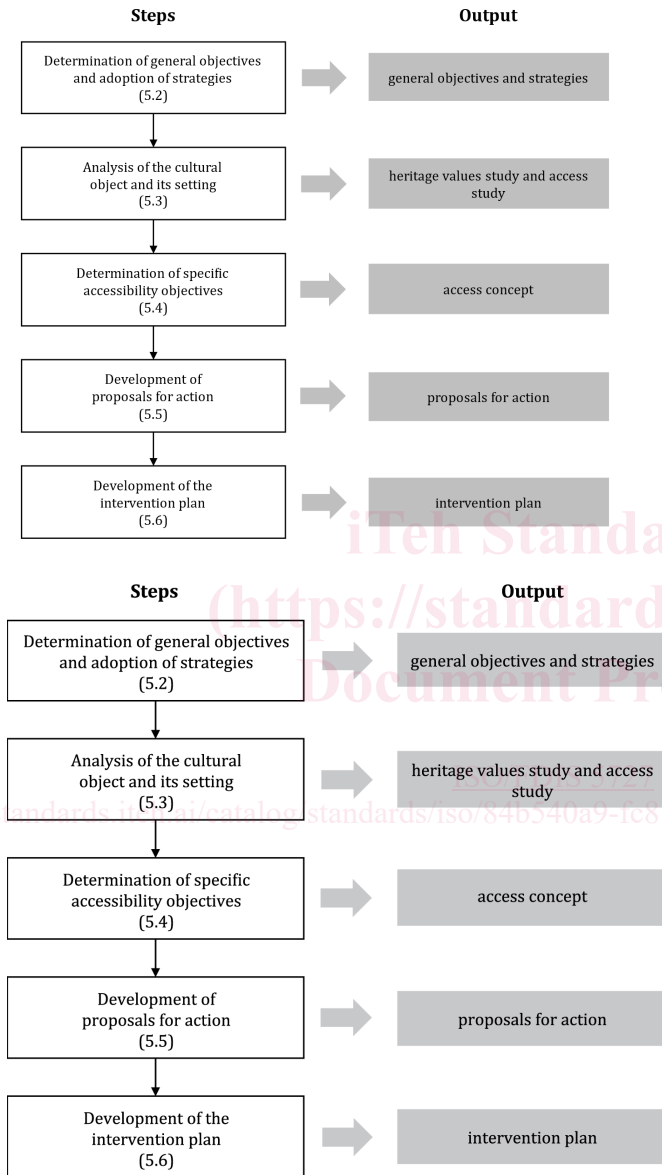 Steps
Output
Determination of general objectives
and adoption of strategies
(5.2)
general objectives and strategies
Analysis of the cultural
object and its setting
(5.3)
heritage values study and access
study
Determination of specific
accessibility objectives
(5.4)
access concept
Development of
proposals for action
(5.5)
proposals for action
Development of the
intervention plan
(5.6)
intervention plan
iTeh Standa
Steps
Output
(https://standard
Determination of general objectives
and adoption of strategies
(5.2)
general objectives and strategies
Document Pr
Analysis of the cultural
object and its setting
(5.3)
heritage values study and access
study
ISO/FDIS 5727
tandards.iteh.ai/catalog/standards/iso/84b540a9-fc8
Determination of specific
accessibility objectives
(5.4)
access concept
Development of
proposals for action
(5.5)
proposals for action
Development of the
intervention plan
(5.6)
intervention plan